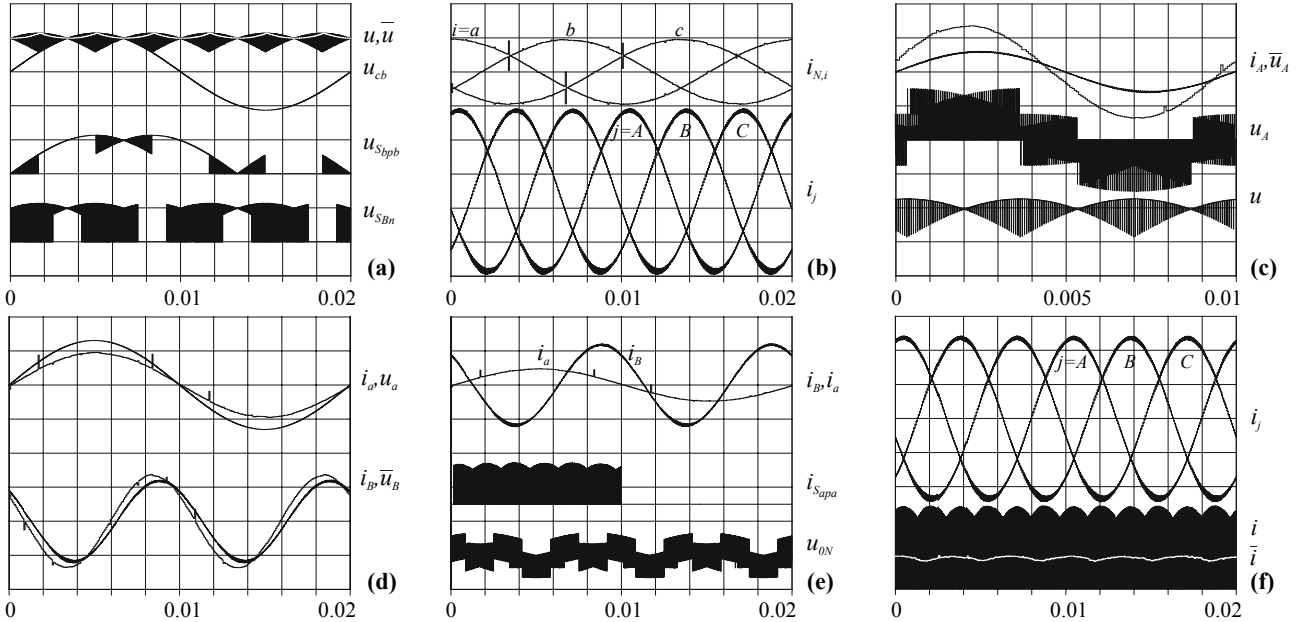 u, u̅
u_cb
u_Sbpb
u_SBn
(a)
0 0.01 0.02
i=a b c
i_N,i
j=A B C
i_j
(b)
0 0.01 0.02
i_A, u̅_A
u_A
u
(c)
0 0.005 0.01
i_a, u_a
i_B, u̅_B
(d)
0 0.01 0.02
i_a i_B
i_B, i_a
i_Sapa
u_0N
(e)
0 0.01 0.02
j=A B C
i_j
i
i̅
(f)
0 0.01 0.02